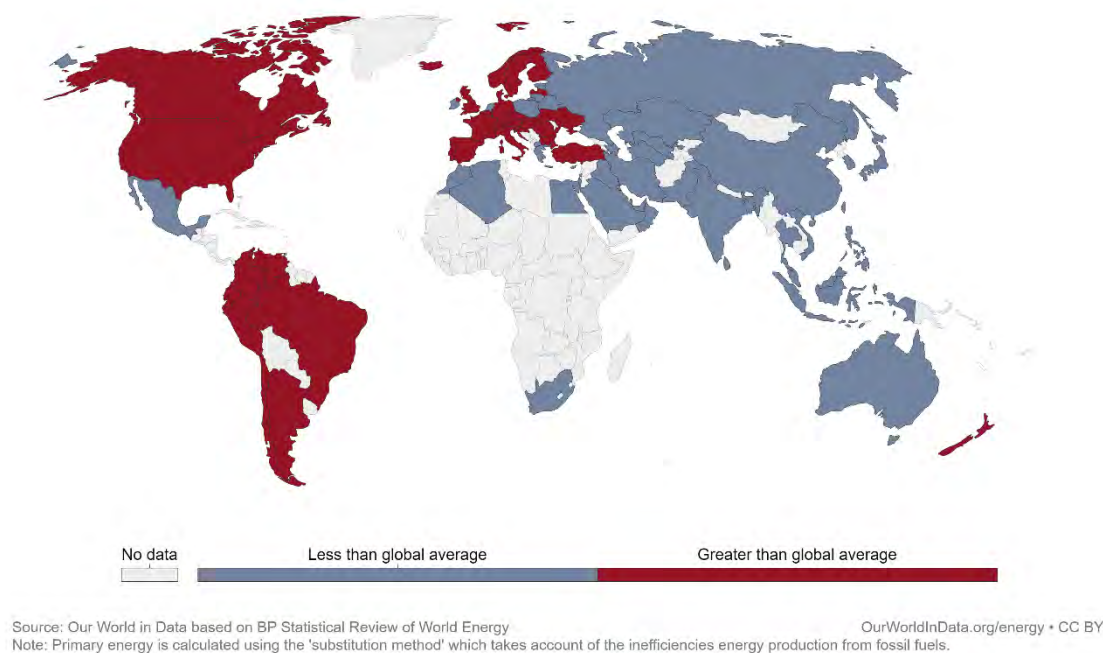 No data
Less than global average
Greater than global average
Source: Our World in Data based on BP Statistical Review of World Energy
OurWorldInData.org/energy • CC BY
Note: Primary energy is calculated using the 'substitution method' which takes account of the inefficiencies energy production from fossil fuels.